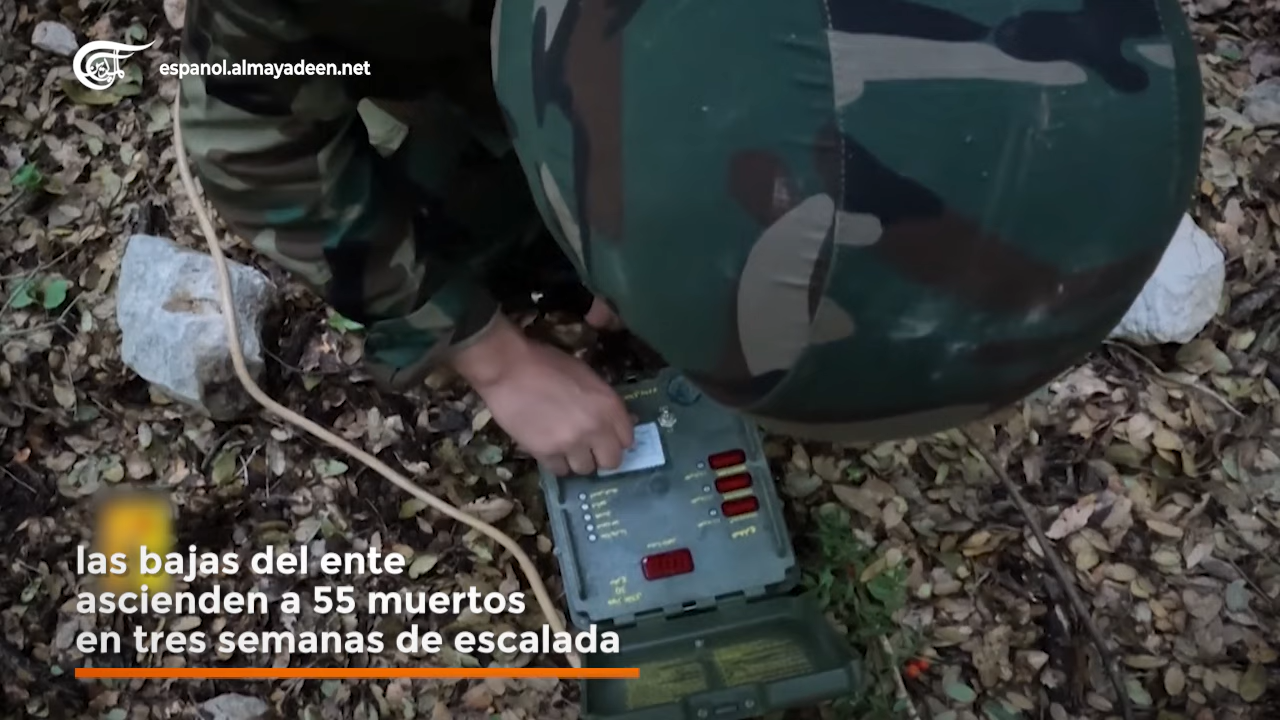 espanol.almayadeen.net
las bajas del ente
ascienden a 55 muertos
en tres semanas de escalada